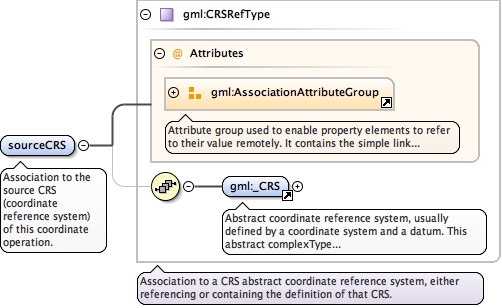 gml:CRSRefType
@ Attributes
gml:AssociationAttributeGroup
Attribute group used to enable property elements to refer
to their value remotely. It contains the simple link...
sourceCRS
Association to the
source CRS
(coordinate
reference system)
of this coordinate
operation.
gml:_CRS
Abstract coordinate reference system, usually
defined by a coordinate system and a datum. This
abstract complexType...
Association to a CRS abstract coordinate reference system, either
referencing or containing the definition of that CRS.